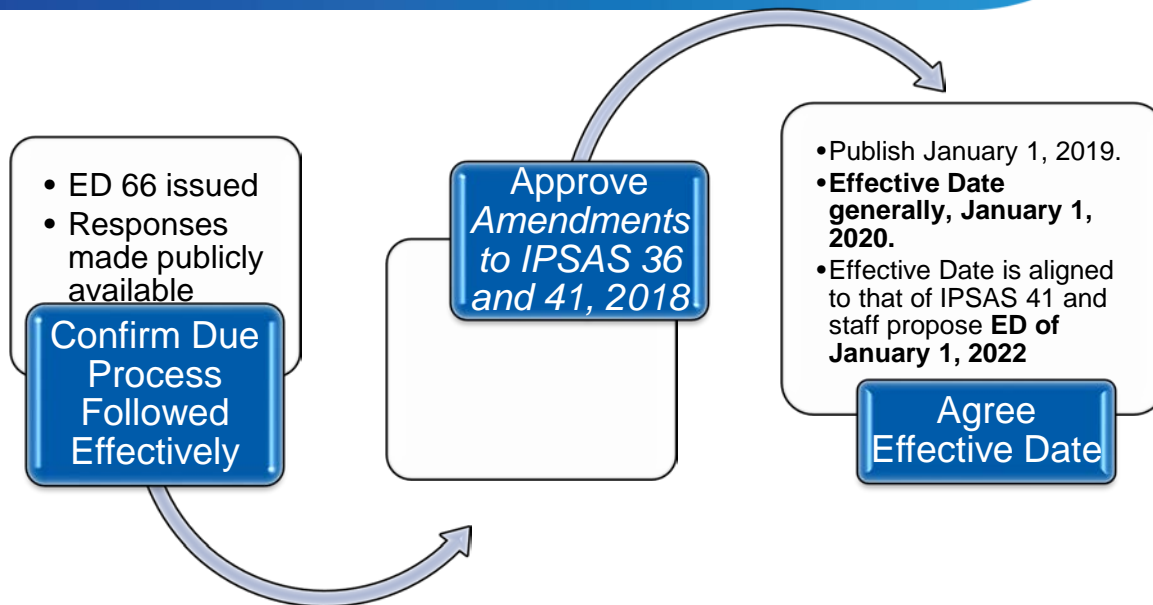 • ED 66 issued
• Responses
made publicly
available
Confirm Due
Process
Followed
Effectively
Approve
Amendments
to IPSAS 36
and 41, 2018
•Publish January 1, 2019.
•Effective Date
generally, January 1,
2020.
•Effective Date is aligned
to that of IPSAS 41 and
staff propose ED of
January 1, 2022
Agree
Effective Date